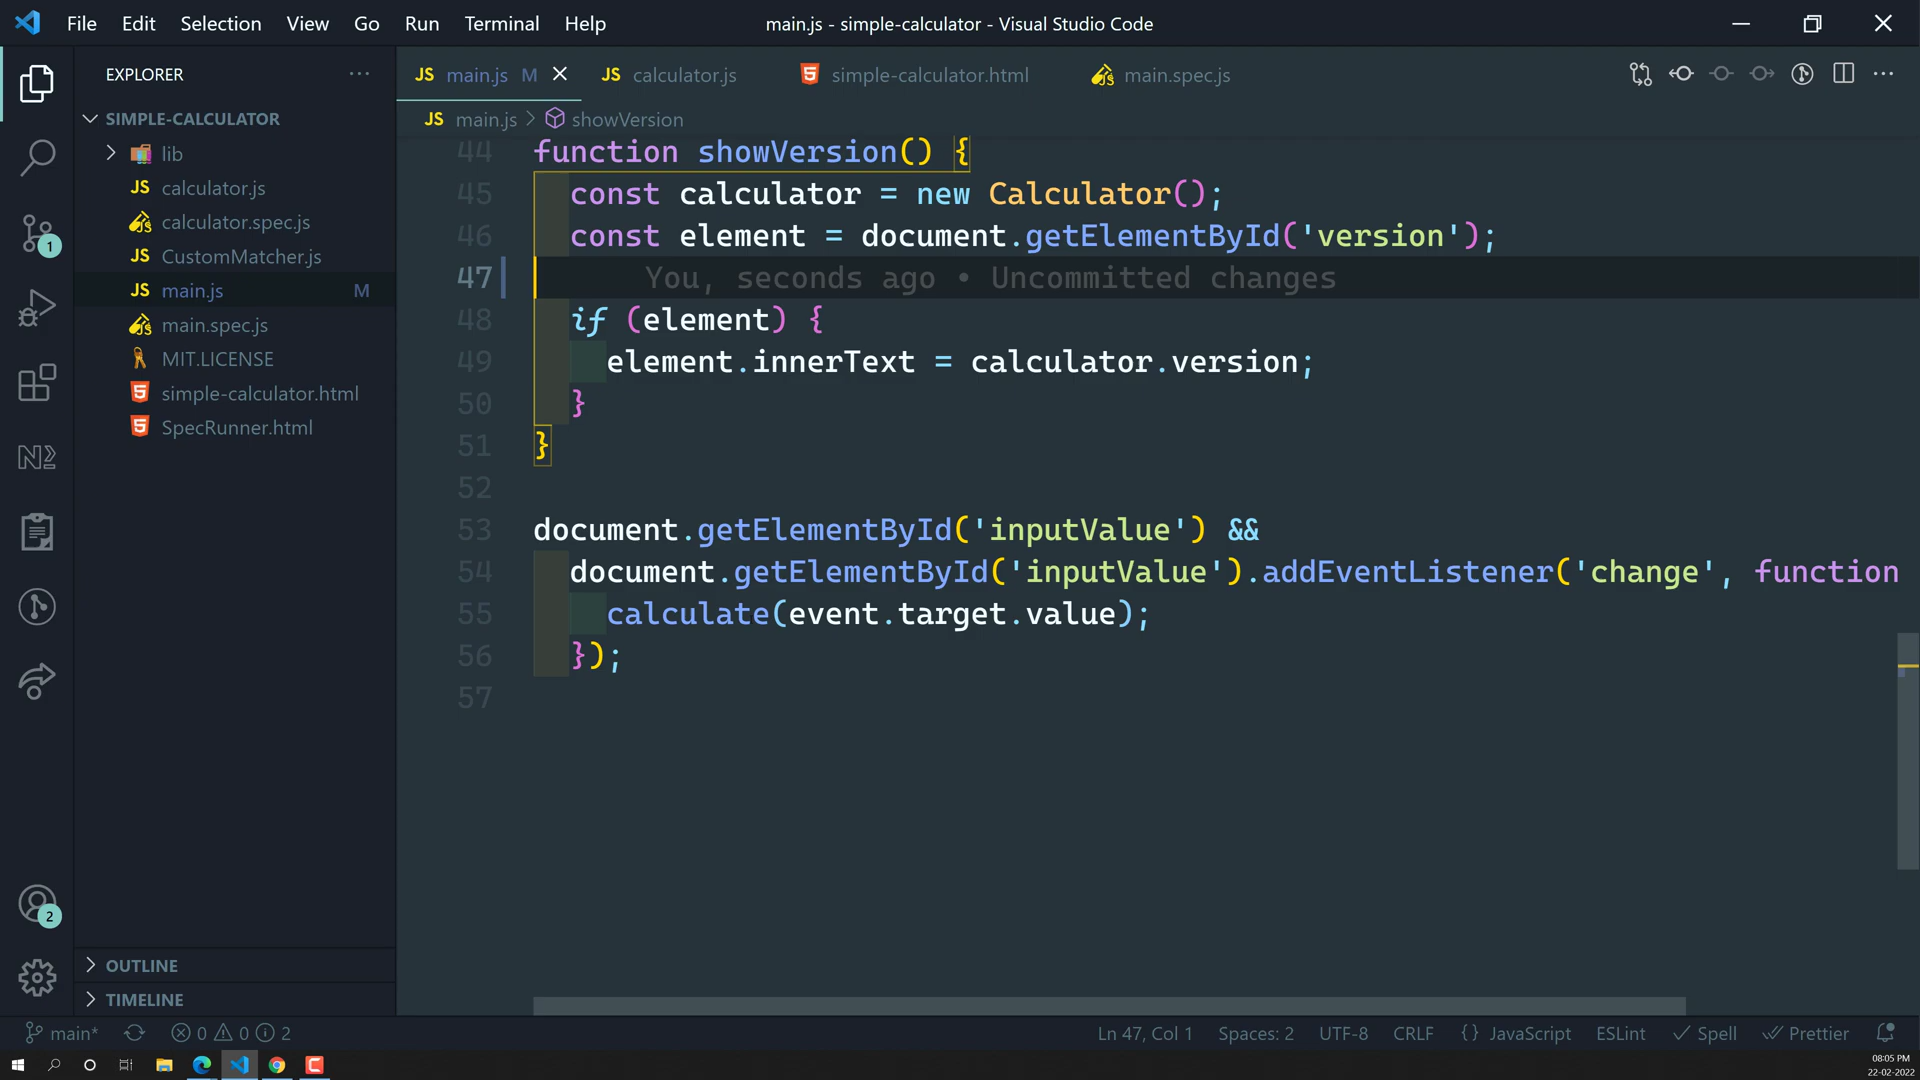 File Edit Selection View Go Run Terminal Help
main.js - simple-calculator - Visual Studio Code
EXPLORER
SIMPLE-CALCULATOR
lib
JS calculator.js
calculator.spec.js
JS CustomMatcher.js
JS main.js M
main.spec.js
MIT.LICENSE
simple-calculator.html
SpecRunner.html
OUTLINE
TIMELINE
1
2
JS main.js M
JS calculator.js
simple-calculator.html
main.spec.js
JS main.js > showVersion
44 function showVersion() {
45 const calculator = new Calculator();
46 const element = document.getElementById('version');
47 You, seconds ago • Uncommitted changes
48 if (element) {
49 element.innerText = calculator.version;
50 }
51 }
52
53 document.getElementById('inputValue') &&
54 document.getElementById('inputValue').addEventListener('change', function
55 calculate(event.target.value);
56 });
57
main* 0 0 2
Ln 47, Col 1 Spaces: 2 UTF-8 CRLF {} JavaScript ESLint Spell Prettier
08:05 PM
22-02-2022